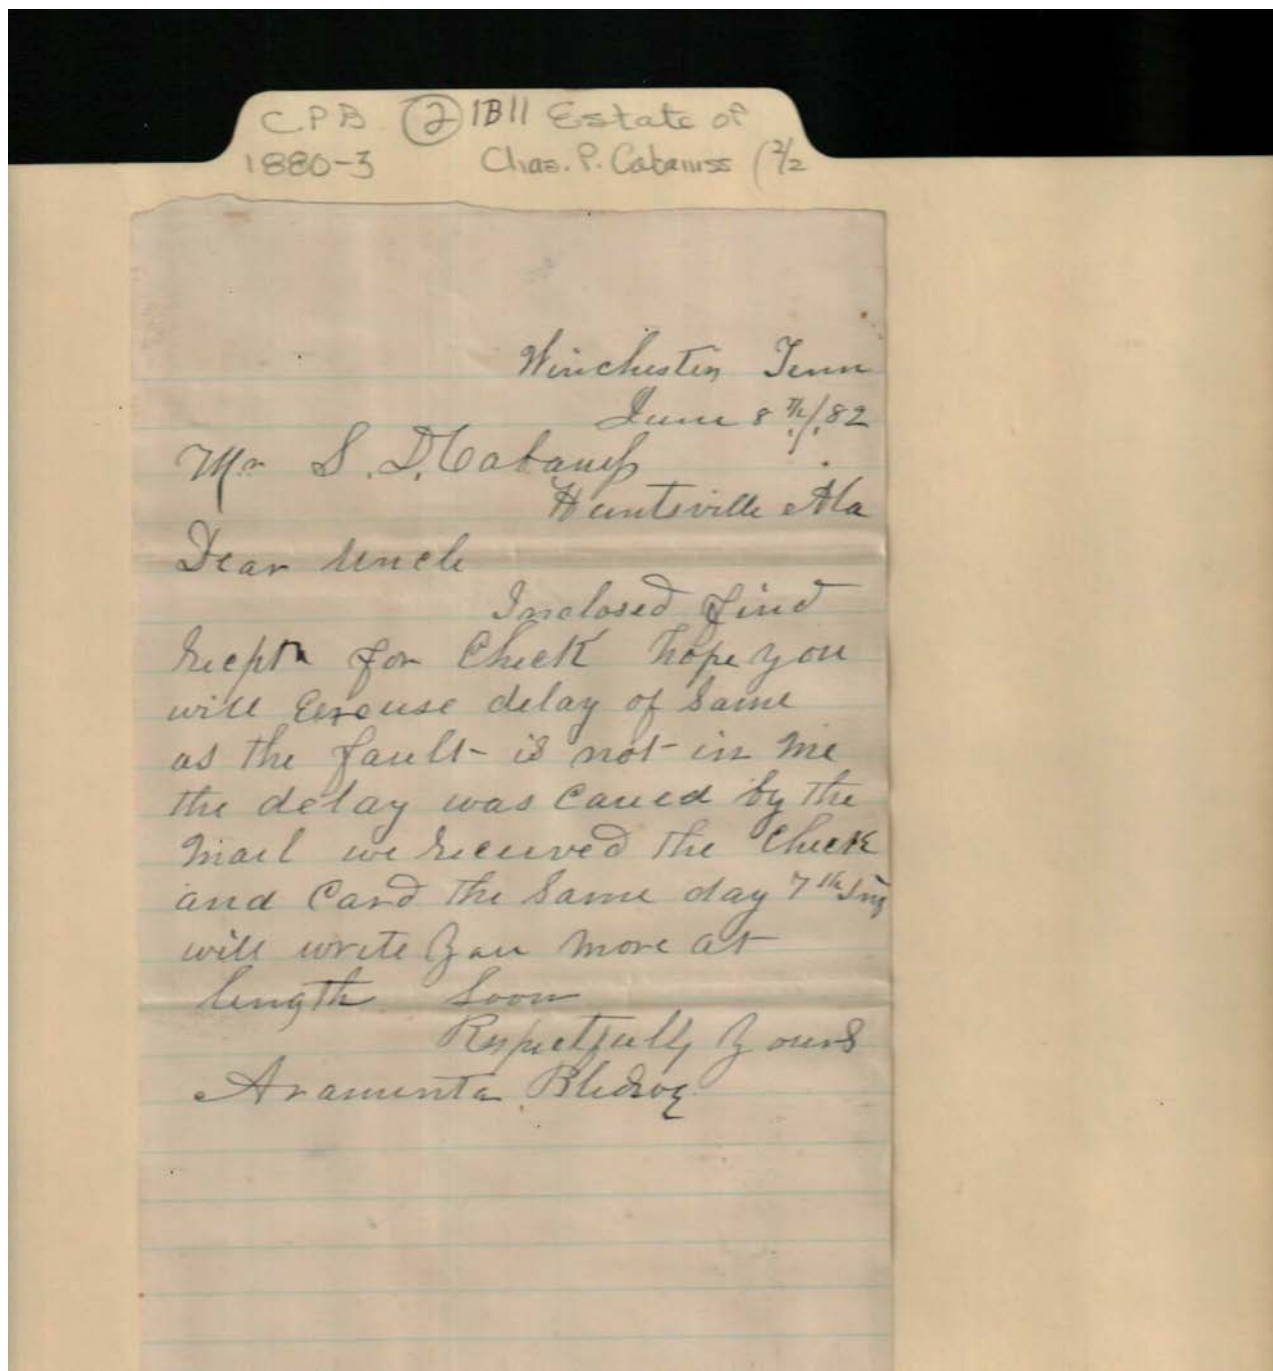 C.P.B. 2 1B11 Estate of
1880-3 Chas. P. Cabaniss (2/2
Winchester Tenn
June 8th/.82
Mr S. D. Cabaniss
Huntsville Ala
Dear Uncle
Inclosed find
Recpt for Check hope you
will Excuse delay of Same
as the fault is not in me
the delay was Caued by the
Mail we Received the Check
and Card the Same day 7th
will write you More at
length Soon
Respectfully Yours
Araminta Bledsoe